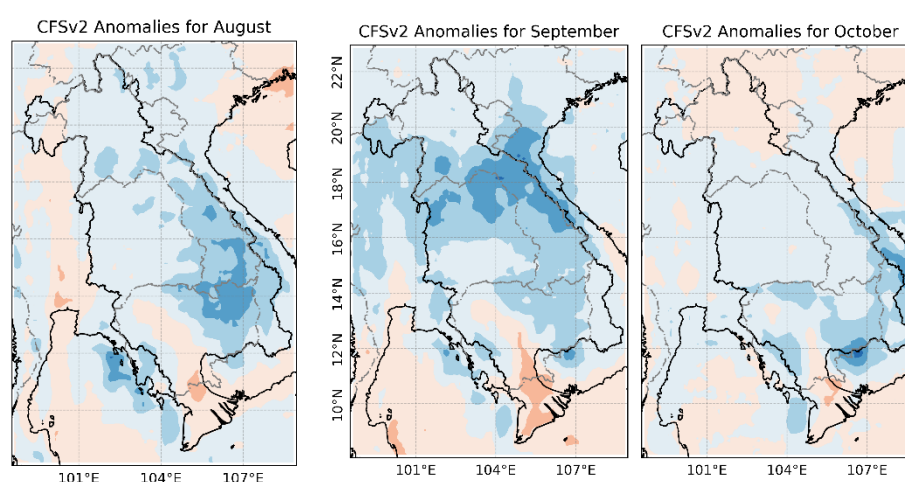 CFSv2 Anomalies for August
CFSv2 Anomalies for September
CFSv2 Anomalies for October
22°N
20°N
18°N
16°N
14°N
12°N
10°N
101°E 104°E 107°E
101°E 104°E 107°E
101°E 104°E 107°E